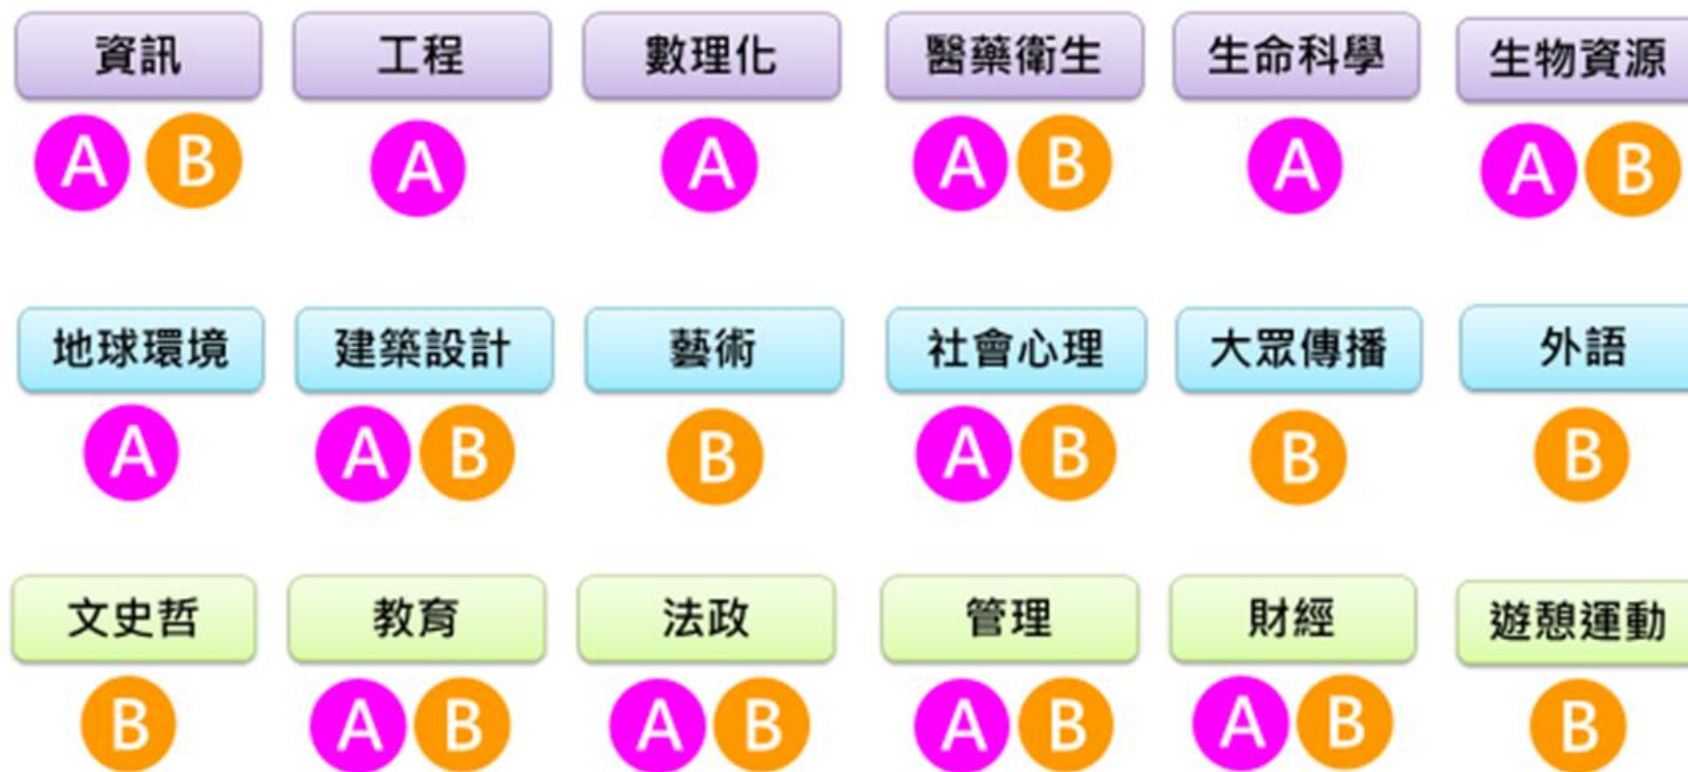 資訊 工程 數理化 醫藥衛生 生命科學 生物資源
A B A A A B A A B
地球環境 建築設計 藝術 社會心理 大眾傳播 外語
A A B B A B B B
文史哲 教育 法政 管理 財經 遊憩運動
B A B A B A B A B B